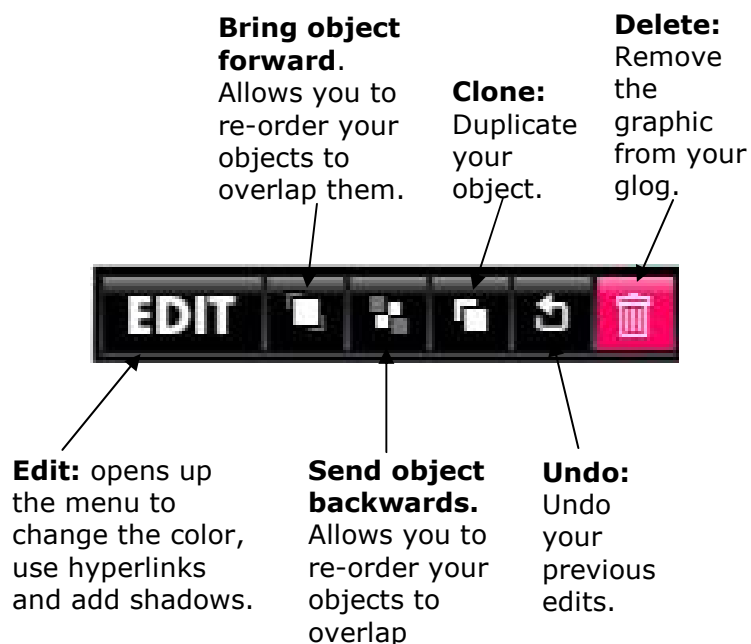 Bring object
forward.
Allows you to
re-order your
objects to
overlap them.
Clone:
Duplicate
your
object.
Delete:
Remove
the
graphic
from your
glog.
EDIT
Edit: opens up
the menu to
change the color,
use hyperlinks
and add shadows.
Send object
backwards.
Allows you to
re-order your
objects to
overlap
Undo:
Undo
your
previous
edits.